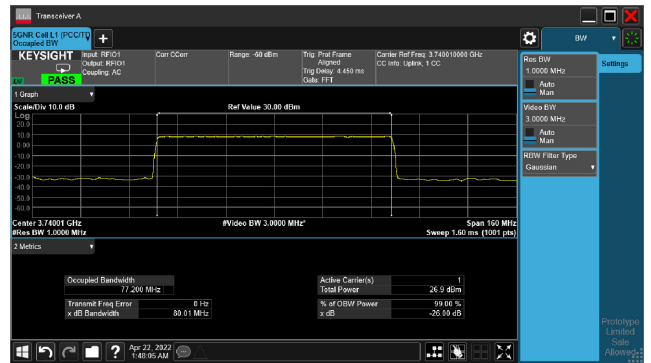 Transceiver A
5GNR Cell L1 (PCC/TD
Occupied BW
BW
KEYSIGHT
Input: RFIO1
Output: RFIO1
Coupling: AC
PASS
Corr CCorr
Range: -60 dBm
Trig: Prot Frame
Aligned
Trig Delay: 4.450 ms
Gate: FFT
Carrier Ref Freq: 3.740010000 GHz
CC Info: Uplink, 1 CC
Res BW
1.0000 MHz
Auto
Man
Settings
Video BW
3.0000 MHz
Auto
Man
RBW Filter Type
Gaussian
1 Graph
Scale/Div 10.0 dB
Ref Value 30.00 dBm
Log
20.0
10.0
0.00
-10.0
-20.0
-30.0
-40.0
-50.0
-60.0
Center 3.74001 GHz
#Video BW 3.0000 MHz*
Span 160 MHz
#Res BW 1.0000 MHz
Sweep 1.60 ms (1001 pts)
2 Metrics
Occupied Bandwidth
77.200 MHz
Active Carrier(s) 1
Total Power 26.9 dBm
Transmit Freq Error 0 Hz
x dB Bandwidth 80.01 MHz
% of OBW Power 99.00 %
x dB -26.00 dB
Prototype
Limited
Sale
Allowed
?
Apr 22, 2022
1:48:05 AM